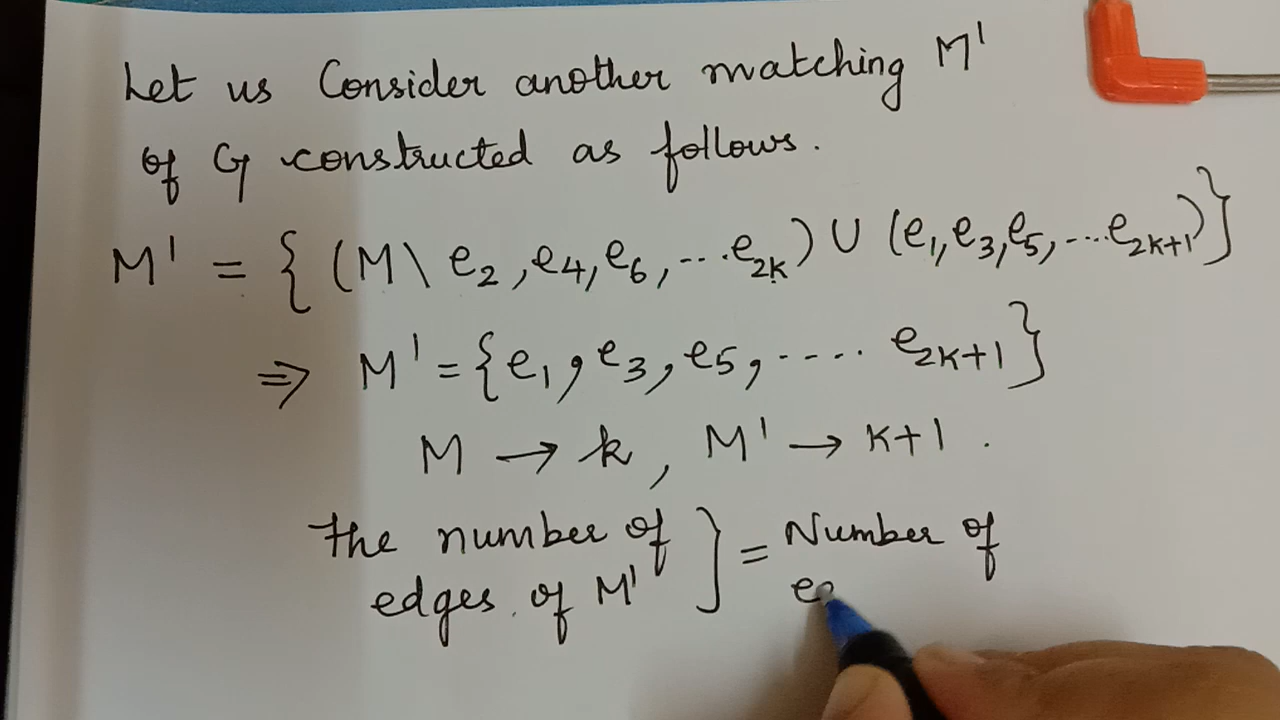 Let us Consider another matching M'
of G constructed as follows.
M' = { (M \ e₂, e₄, e₆, ... e₂ₖ) ∪ (e₁, e₃, e₅, ... e₂ₖ₊₁) }
⇒ M' = { e₁, e₃, e₅, .... e₂ₖ₊₁ }
M → k, M' → k+1.
the number of } = Number of
edges of M'